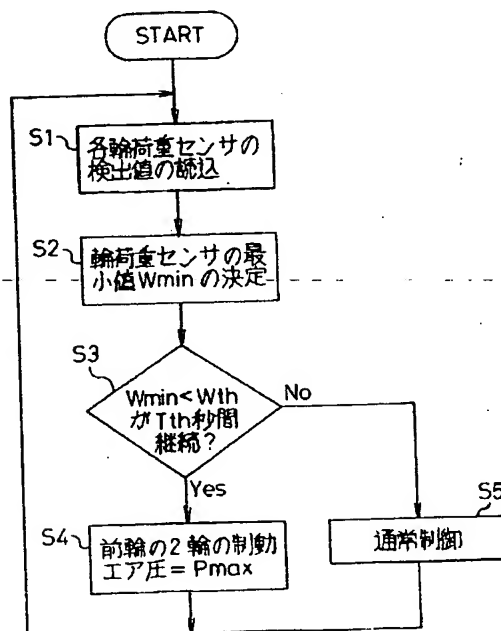 START
S1
各輪荷重センサの
検出値の読込
S2
輪荷重センサの最
小値Wminの決定
S3
Wmin<Wth
がTth秒間
継続?
No
Yes
S4
前輪の2輪の制動
エア圧=Pmax
S5
通常制御